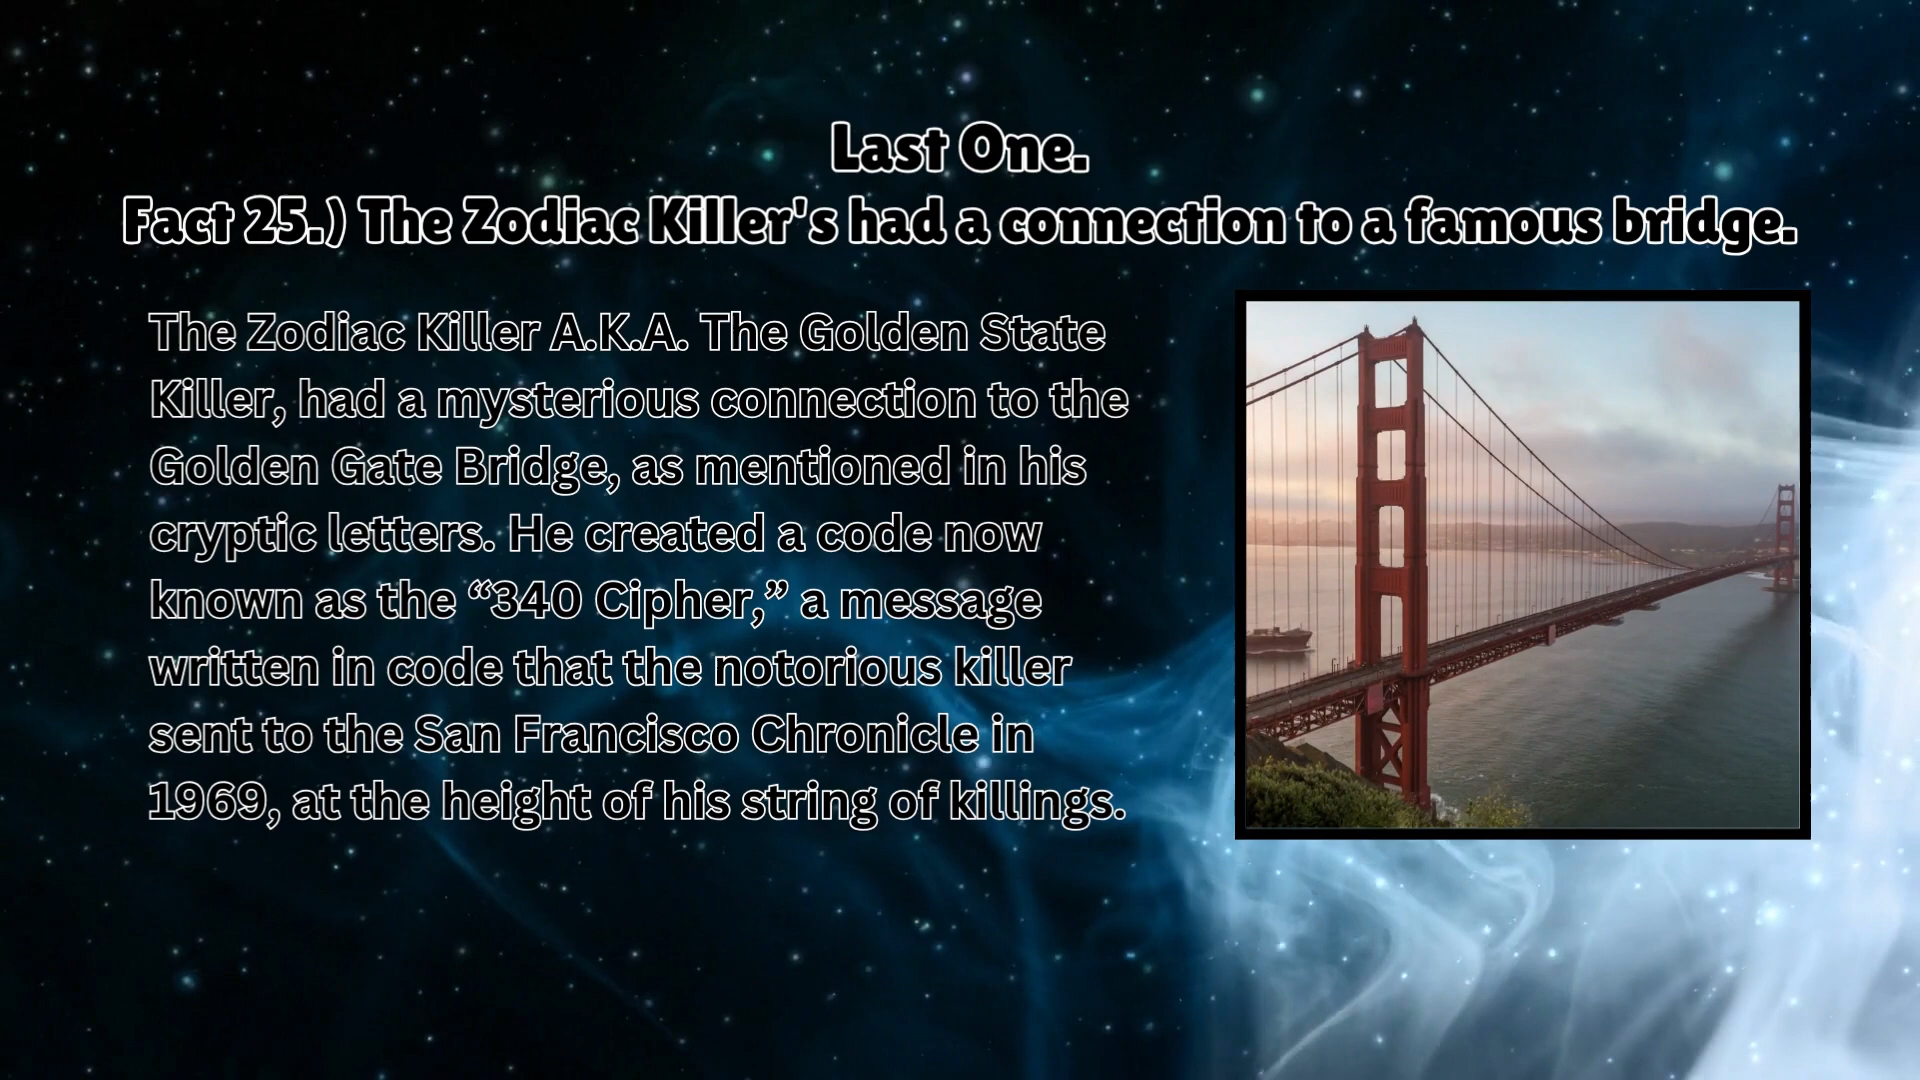 Last One.
Fact 25.) The Zodiac Killer's had a connection to a famous bridge.
The Zodiac Killer A.K.A. The Golden State
Killer, had a mysterious connection to the
Golden Gate Bridge, as mentioned in his
cryptic letters. He created a code now
known as the “340 Cipher,” a message
written in code that the notorious killer
sent to the San Francisco Chronicle in
1969, at the height of his string of killings.